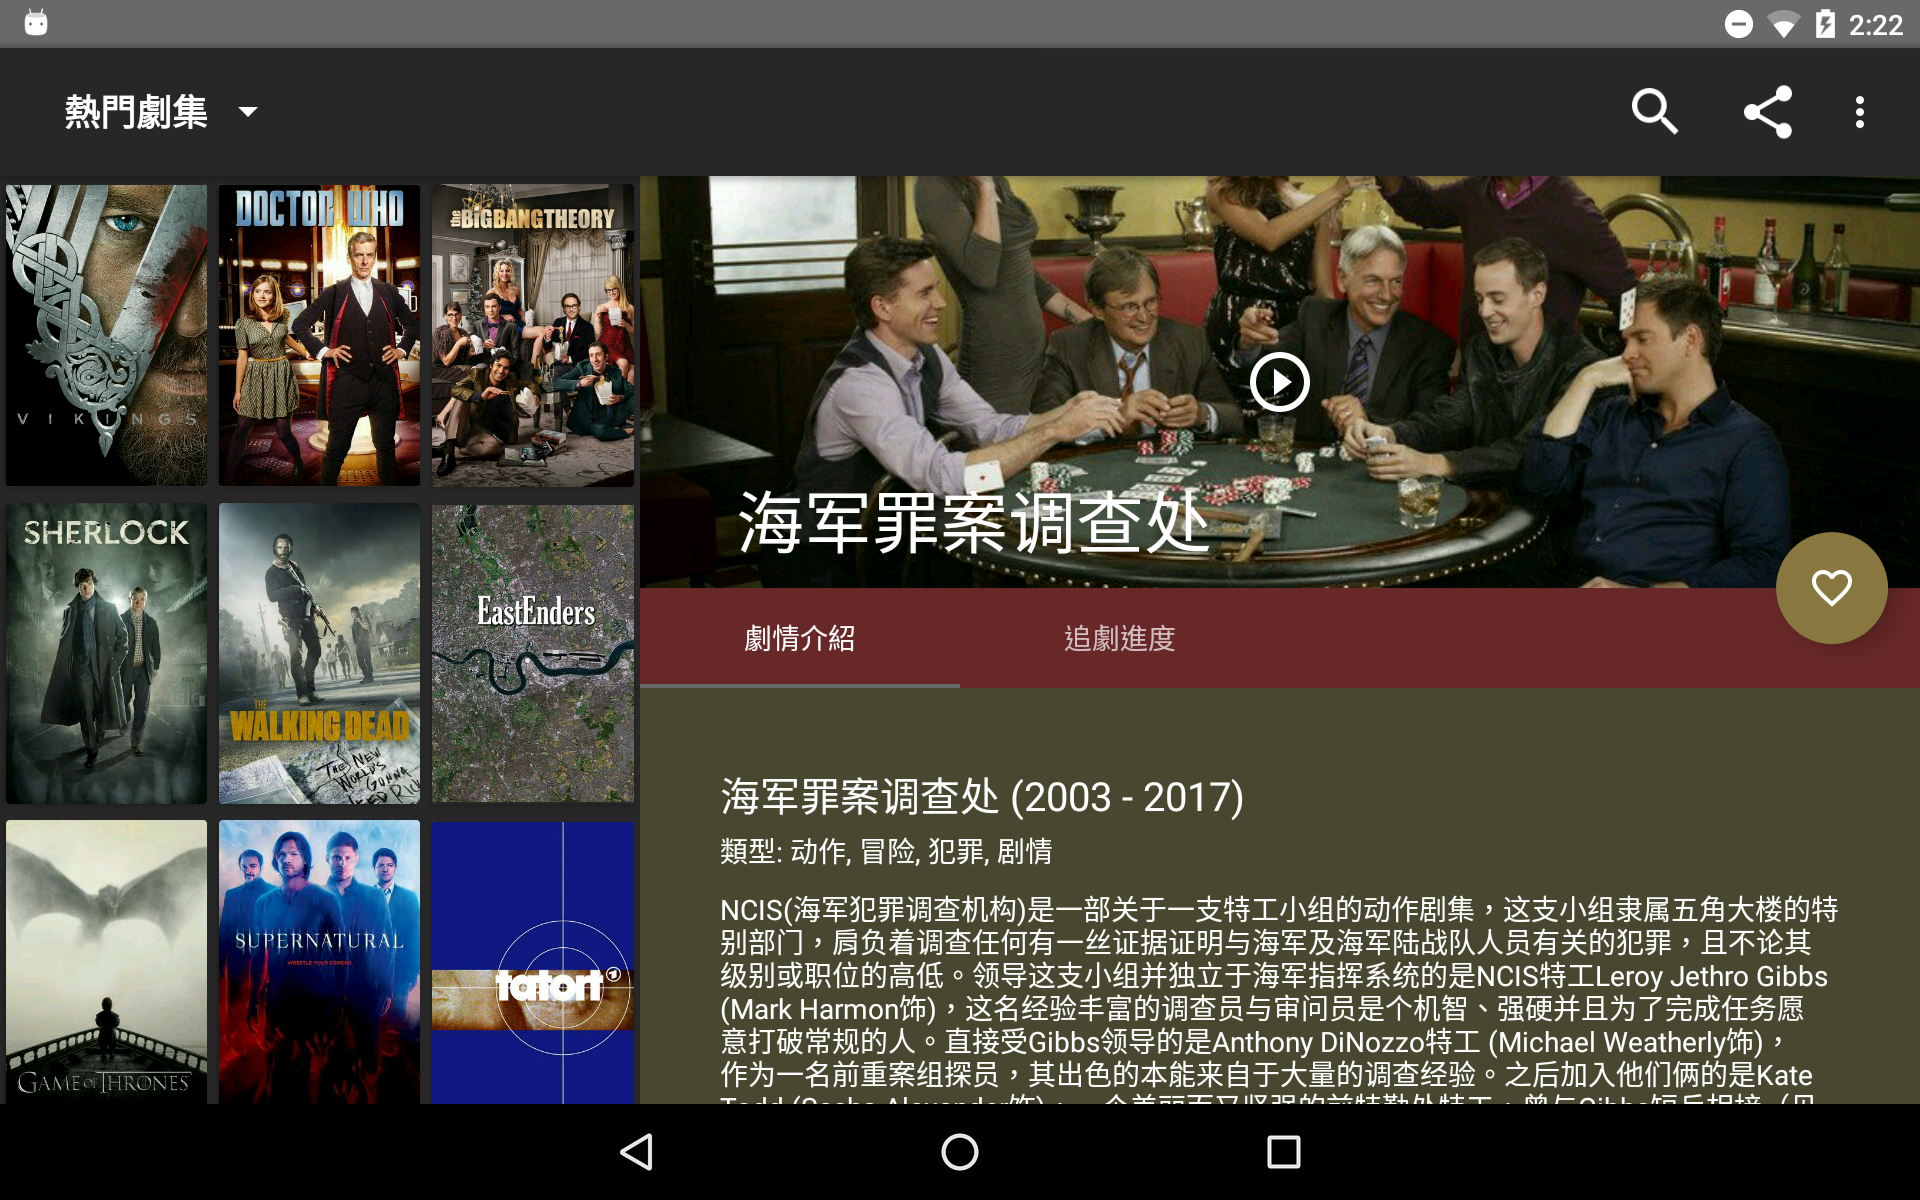 2:22
熱門劇集
VIKINGS
DOCTOR WHO
the BIG BANG THEORY
SHERLOCK
THE
WALKING DEAD
THE NEW
WORLD'S
GONNA
EastEnders
GAME OF THRONES
SUPERNATURAL
tatort
海军罪案调查处
劇情介紹
追劇進度
海军罪案调查处 (2003 - 2017)
類型: 动作, 冒险, 犯罪, 剧情
NCIS(海军犯罪调查机构)是一部关于一支特工小组的动作剧集，这支小组隶属五角大楼的特
别部门，肩负着调查任何有一丝证据证明与海军及海军陆战队人员有关的犯罪，且不论其
级别或职位的高低。领导这支小组并独立于海军指挥系统的是NCIS特工Leroy Jethro Gibbs
(Mark Harmon饰)，这名经验丰富的调查员与审问员是个机智、强硬并且为了完成任务愿
意打破常规的人。直接受Gibbs领导的是Anthony DiNozzo特工 (Michael Weatherly饰)，
作为一名前重案组探员，其出色的本能来自于大量的调查经验。之后加入他们俩的是Kate